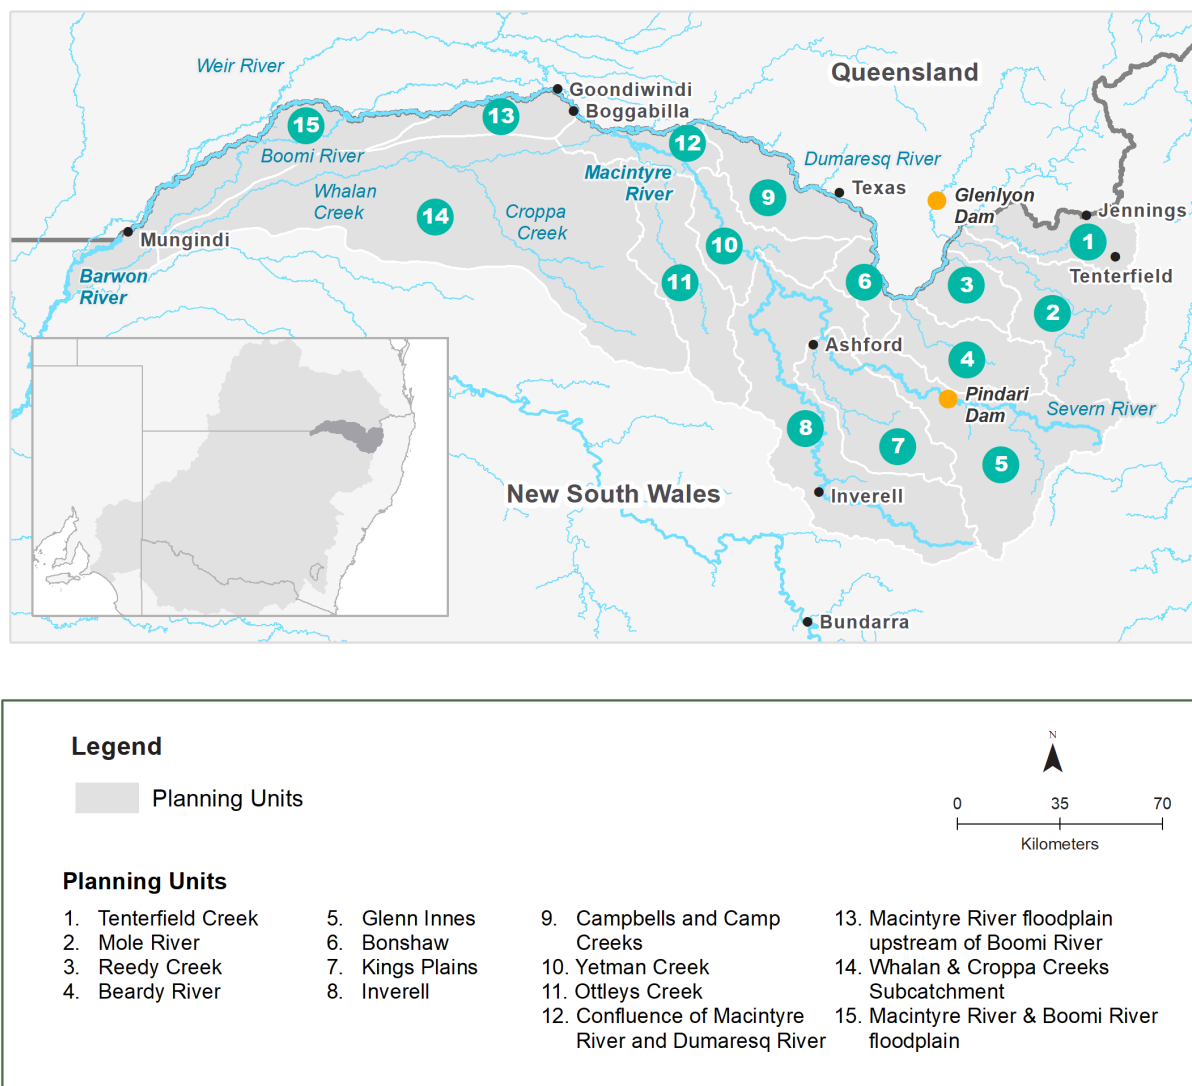 Queensland
Weir River
Goondiwindi
Boggabilla
13
15
12
Boomi River
Dumaresq River
Macintyre
River
Texas
Whalan
Creek
9
Glenlyon
Dam
14
Croppa
Creek
Jennings
Mungindi
10
1
Tenterfield
Barwon
River
11
6
3
2
Ashford
4
Pindari
Dam
Severn River
8
7
5
New South Wales
Inverell
Bundarra
Legend
Planning Units
N
0 35 70
Kilometers
Planning Units
1. Tenterfield Creek
2. Mole River
3. Reedy Creek
4. Beardy River
5. Glenn Innes
6. Bonshaw
7. Kings Plains
8. Inverell
9. Campbells and Camp
Creeks
10. Yetman Creek
11. Ottleys Creek
12. Confluence of Macintyre
River and Dumaresq River
13. Macintyre River floodplain
upstream of Boomi River
14. Whalan & Croppa Creeks
Subcatchment
15. Macintyre River & Boomi River
floodplain